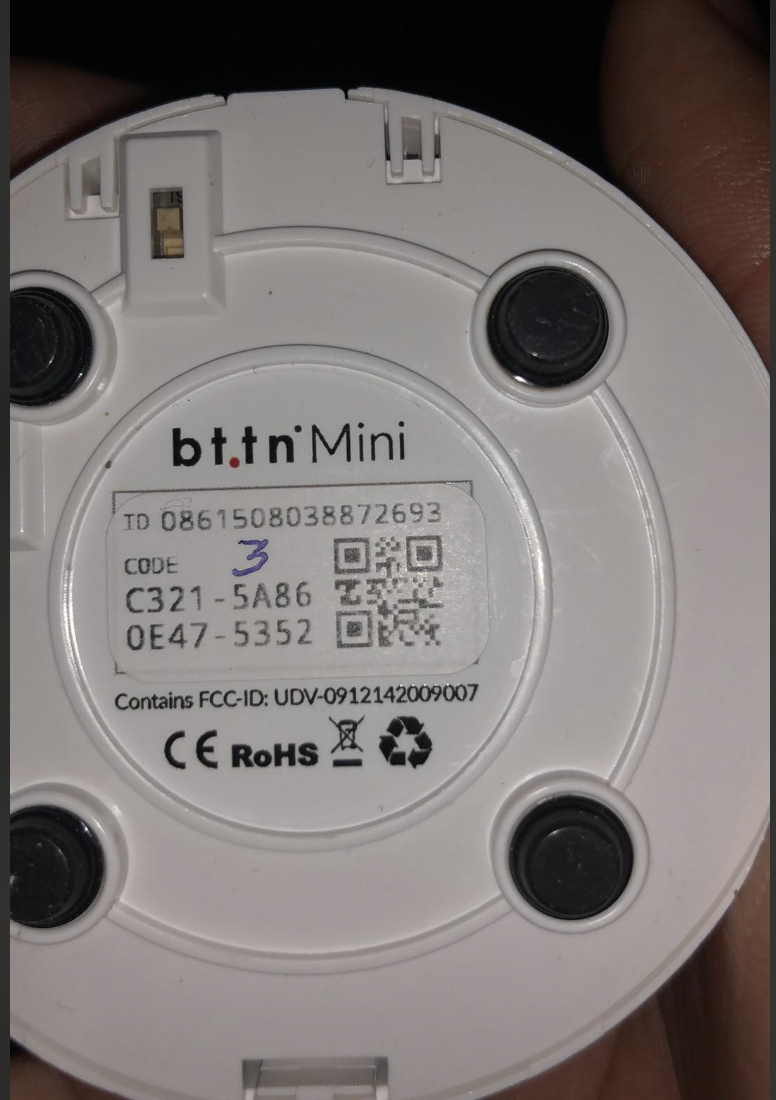 bt.tn Mini
ID 0861508038872693
3
CODE
C321-5A86
0E47-5352
Contains FCC-ID: UDV-0912142009007
CE RoHS